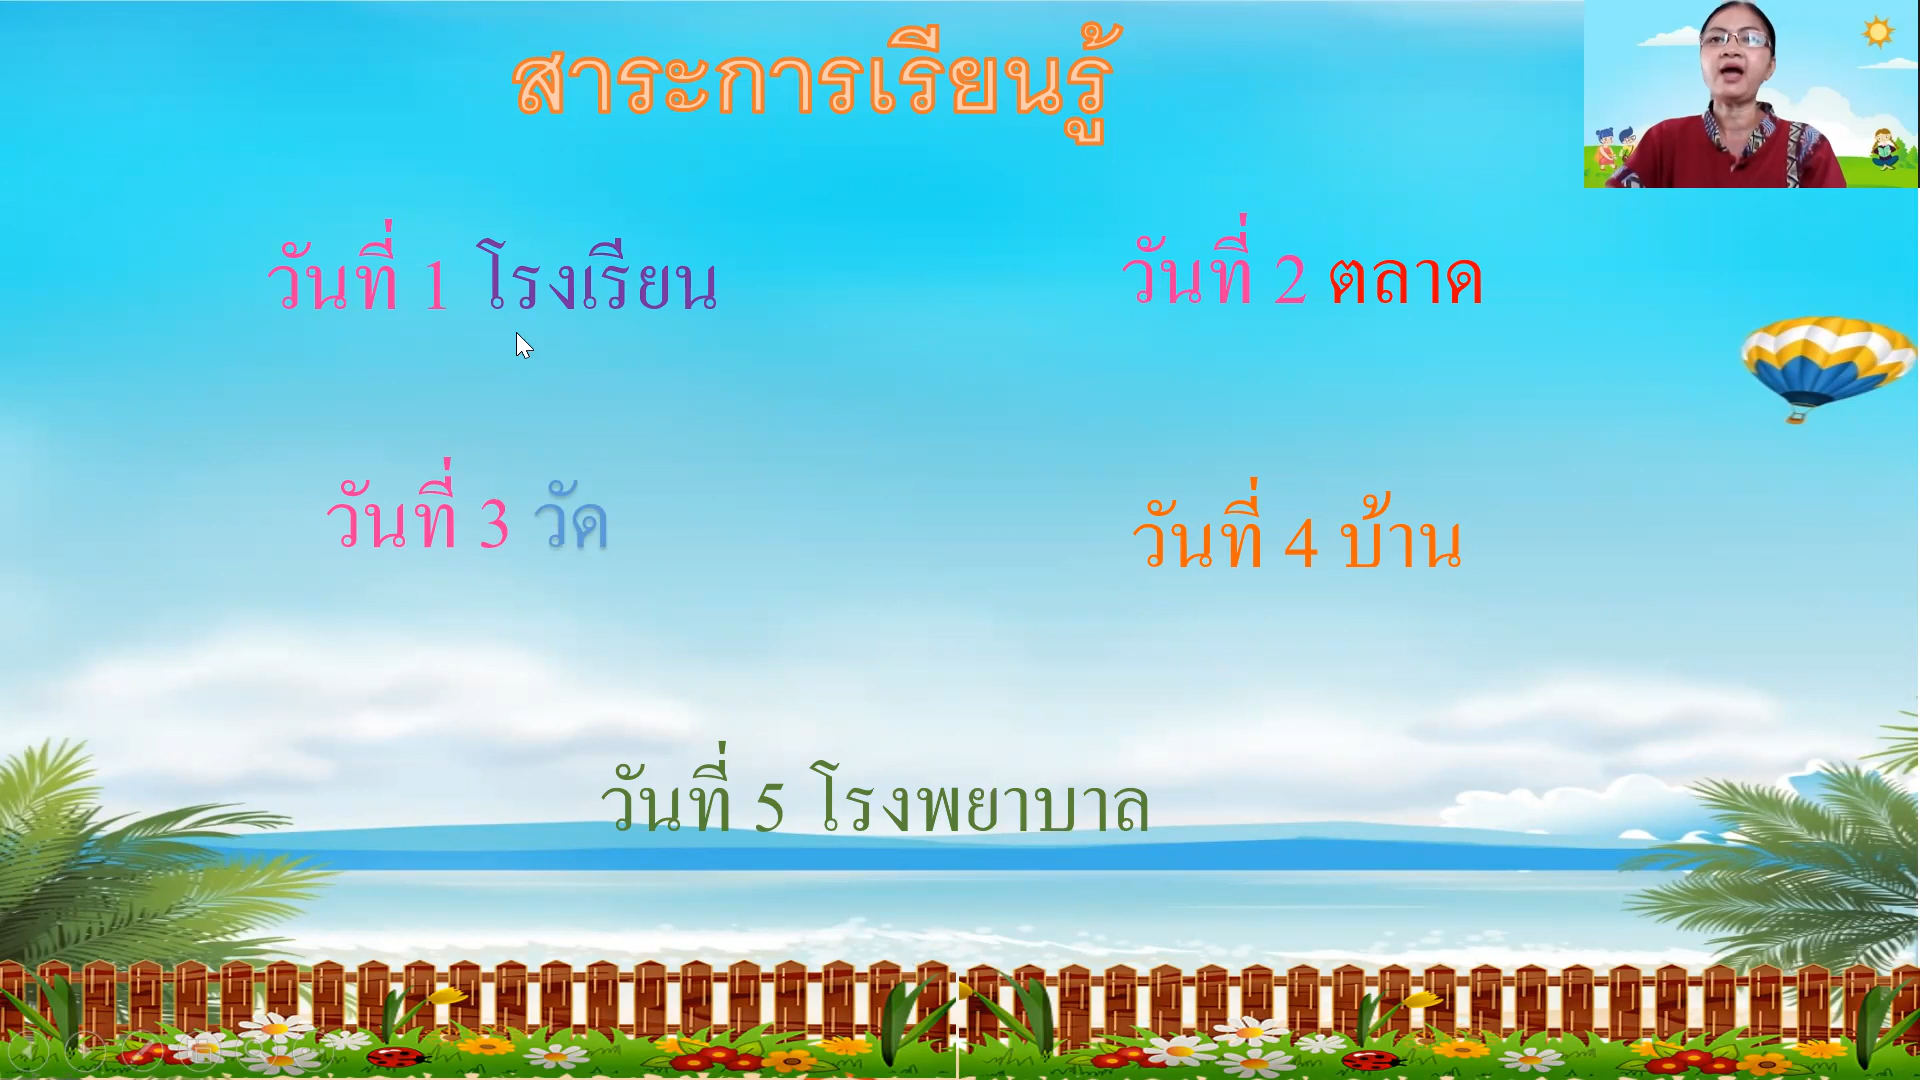 สาระการเรียนรู้
วันที่ 1 โรงเรียน
วันที่ 2 ตลาด
วันที่ 3 วัด
วันที่ 4 บ้าน
วันที่ 5 โรงพยาบาล